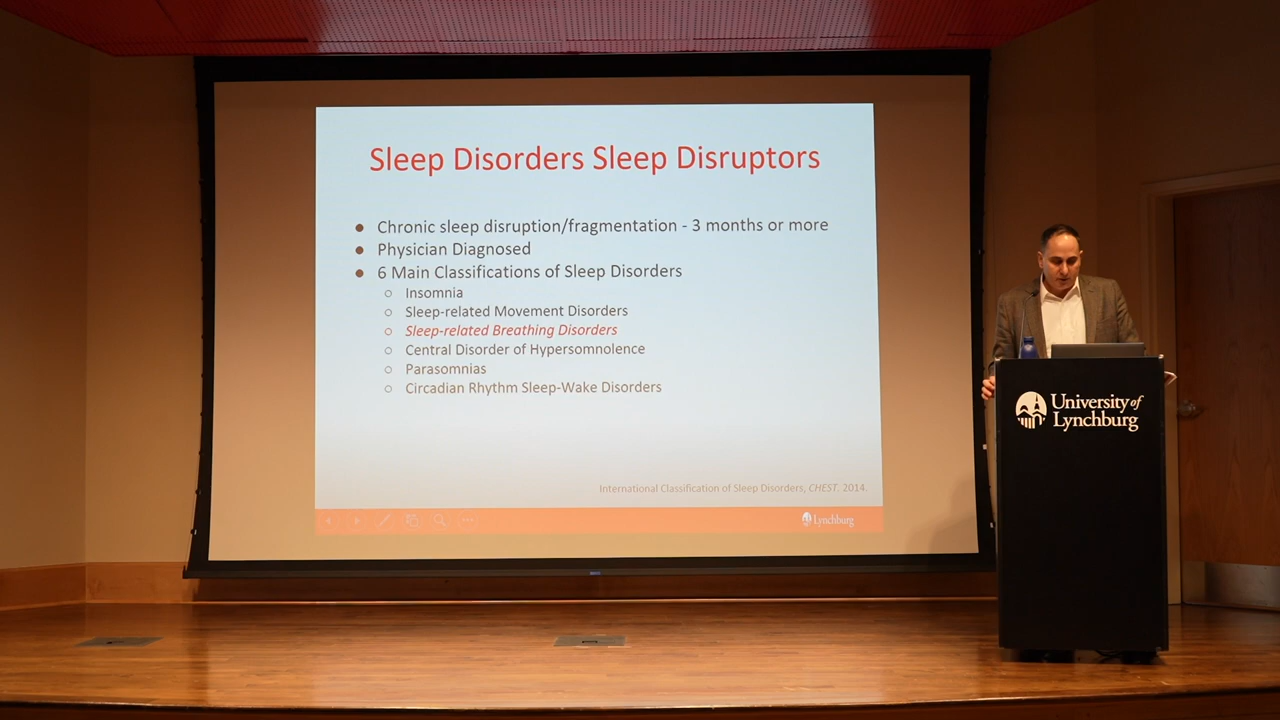 Sleep Disorders Sleep Disruptors
● Chronic sleep disruption/fragmentation - 3 months or more
● Physician Diagnosed
● 6 Main Classifications of Sleep Disorders
○ Insomnia
○ Sleep-related Movement Disorders
○ Sleep-related Breathing Disorders
○ Central Disorder of Hypersomnolence
○ Parasomnias
○ Circadian Rhythm Sleep-Wake Disorders
International Classification of Sleep Disorders, CHEST. 2014.
Lynchburg
University of
Lynchburg